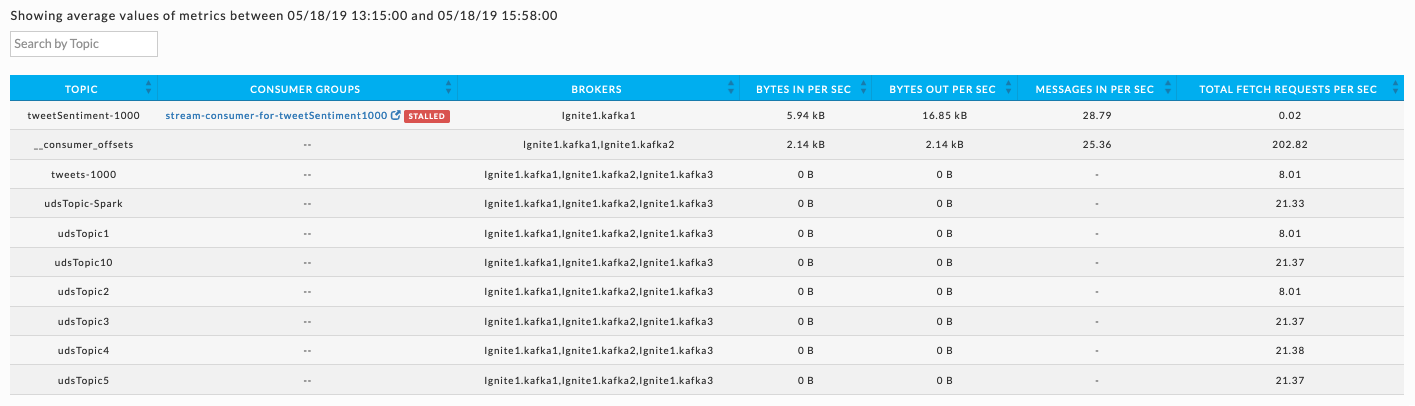 Showing average values of metrics between 05/18/19 13:15:00 and 05/18/19 15:58:00
Search by Topic
TOPIC CONSUMER GROUPS BROKERS BYTES IN PER SEC BYTES OUT PER SEC MESSAGES IN PER SEC TOTAL FETCH REQUESTS PER SEC
tweetSentiment-1000 stream-consumer-for-tweetSentiment1000 STALLED Ignite1.kafka1 5.94 kB 16.85 kB 28.79 0.02
__consumer_offsets -- Ignite1.kafka1,Ignite1.kafka2 2.14 kB 2.14 kB 25.36 202.82
tweets-1000 -- Ignite1.kafka1,Ignite1.kafka2,Ignite1.kafka3 0 B 0 B - 8.01
udsTopic-Spark -- Ignite1.kafka1,Ignite1.kafka2,Ignite1.kafka3 0 B 0 B - 21.33
udsTopic1 -- Ignite1.kafka1,Ignite1.kafka2,Ignite1.kafka3 0 B 0 B - 8.01
udsTopic10 -- Ignite1.kafka1,Ignite1.kafka2,Ignite1.kafka3 0 B 0 B - 21.37
udsTopic2 -- Ignite1.kafka1,Ignite1.kafka2,Ignite1.kafka3 0 B 0 B - 8.01
udsTopic3 -- Ignite1.kafka1,Ignite1.kafka2,Ignite1.kafka3 0 B 0 B - 21.37
udsTopic4 -- Ignite1.kafka1,Ignite1.kafka2,Ignite1.kafka3 0 B 0 B - 21.38
udsTopic5 -- Ignite1.kafka1,Ignite1.kafka2,Ignite1.kafka3 0 B 0 B - 21.37